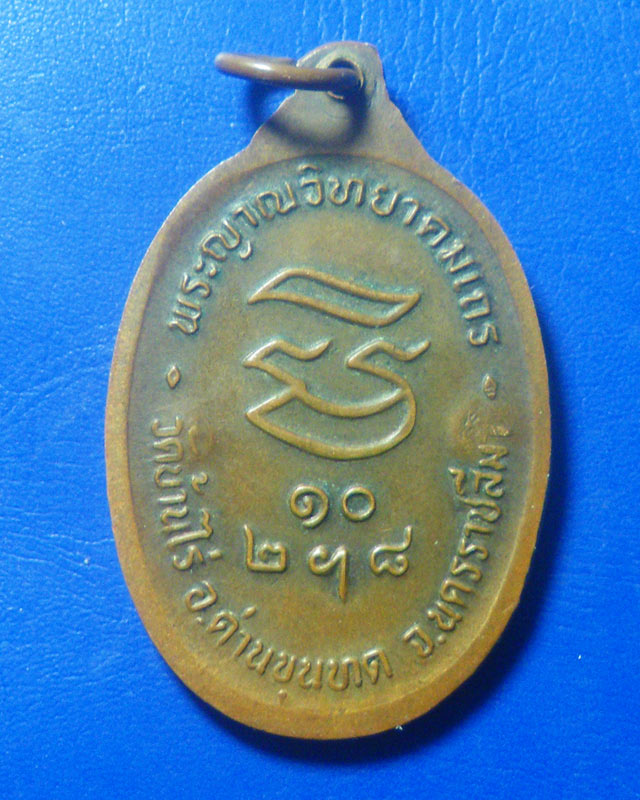 พระญาณวิทยาคมเถร
๑๐
๒ ฯ ๘
วัดบ้านไร่ อ.ด่านขุนทด จ.นครราชสีมา